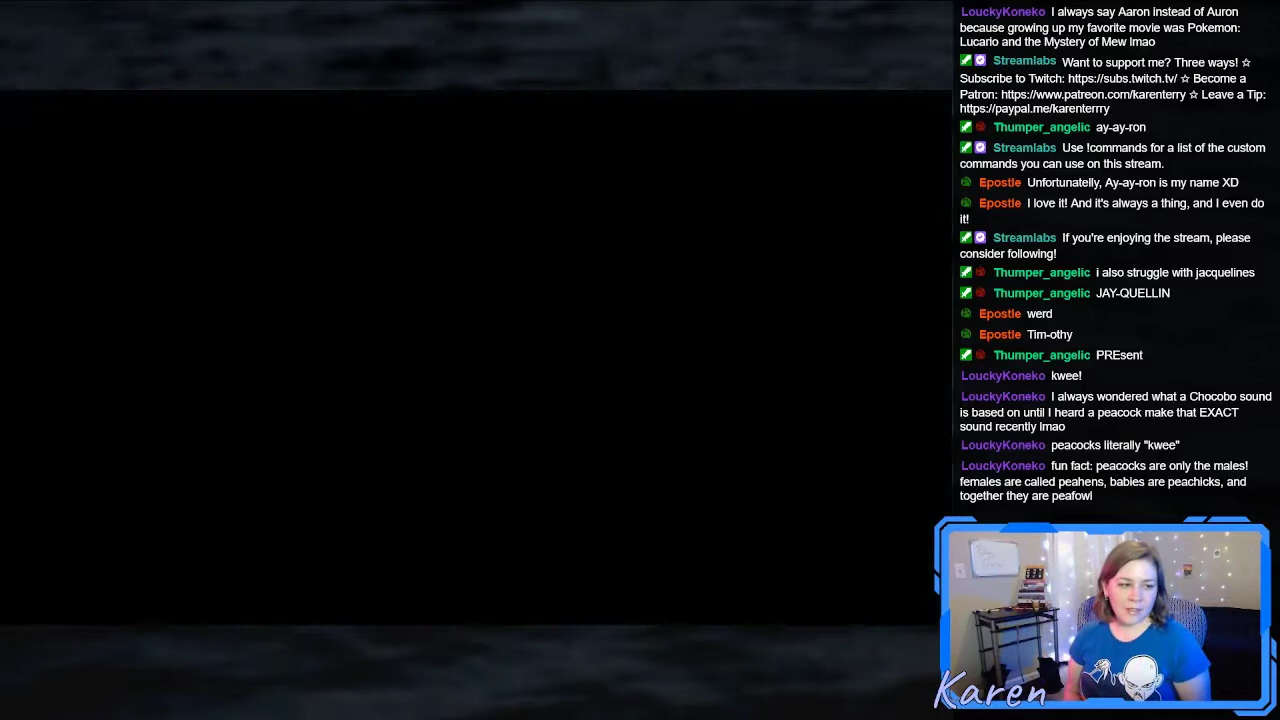 LouckyKoneko I always say Aaron instead of Auron
because growing up my favorite movie was Pokemon:
Lucario and the Mystery of Mew lmao
Streamlabs Want to support me? Three ways! ☆
Subscribe to Twitch: https://subs.twitch.tv/ ☆ Become a
Patron: https://www.patreon.com/karenterry ☆ Leave a Tip:
https://paypal.me/karenterrry
Thumper_angelic ay-ay-ron
Streamlabs Use !commands for a list of the custom
commands you can use on this stream.
Epostle Unfortunatelly, Ay-ay-ron is my name XD
Epostle I love it! And it's always a thing, and I even do
it!
Streamlabs If you're enjoying the stream, please
consider following!
Thumper_angelic i also struggle with jacquelines
Thumper_angelic JAY-QUELLIN
Epostle werd
Epostle Tim-othy
Thumper_angelic PREsent
LouckyKoneko kwee!
LouckyKoneko I always wondered what a Chocobo sound
is based on until I heard a peacock make that EXACT
sound recently lmao
LouckyKoneko peacocks literally "kwee"
LouckyKoneko fun fact: peacocks are only the males!
females are called peahens, babies are peachicks, and
together they are peafowl
Karen